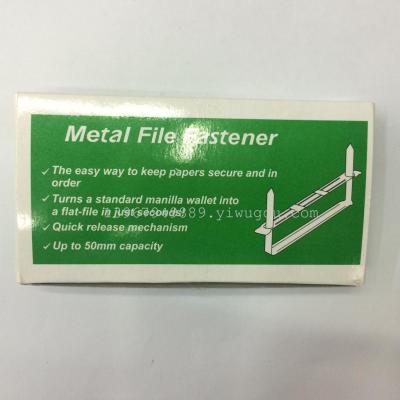 Metal File Fastener
The easy way to keep papers secure and in
order
Turns a standard manilla wallet into
a flat-file in just seconds!
Quick release mechanism
Up to 50mm capacity